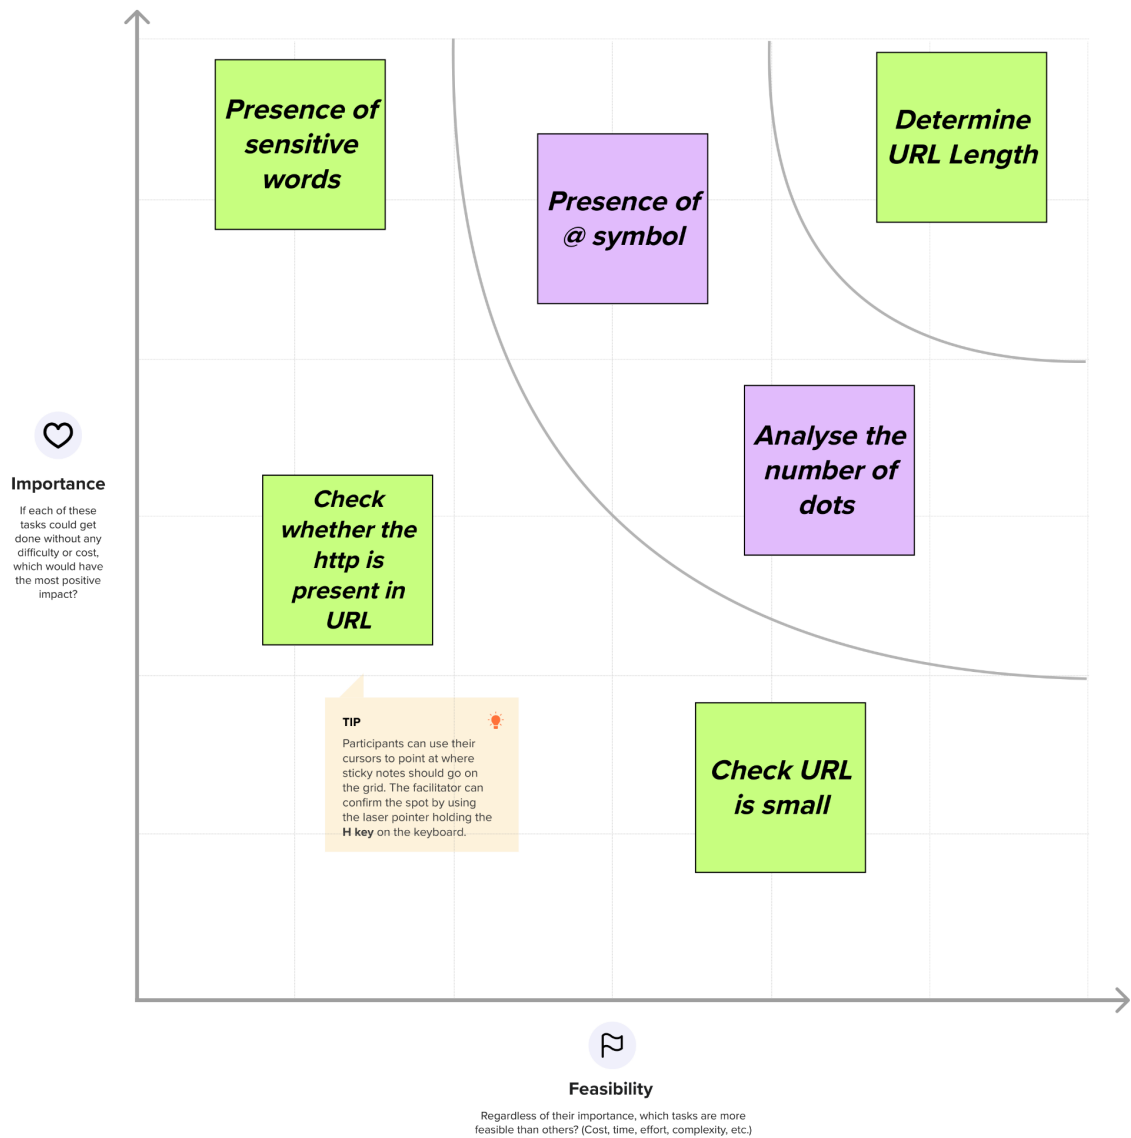 Presence of
sensitive
words
Determine
URL Length
Presence of
@ symbol
Analyse the
number of
dots
Importance
If each of these
tasks could get
done without any
difficulty or cost,
which would have
the most positive
impact?
Check
whether the
http is
present in
URL
TIP
Participants can use their
cursors to point at where
sticky notes should go on
the grid. The facilitator can
confirm the spot by using
the laser pointer holding the
H key on the keyboard.
Check URL
is small
Feasibility
Regardless of their importance, which tasks are more
feasible than others? (Cost, time, effort, complexity, etc.)